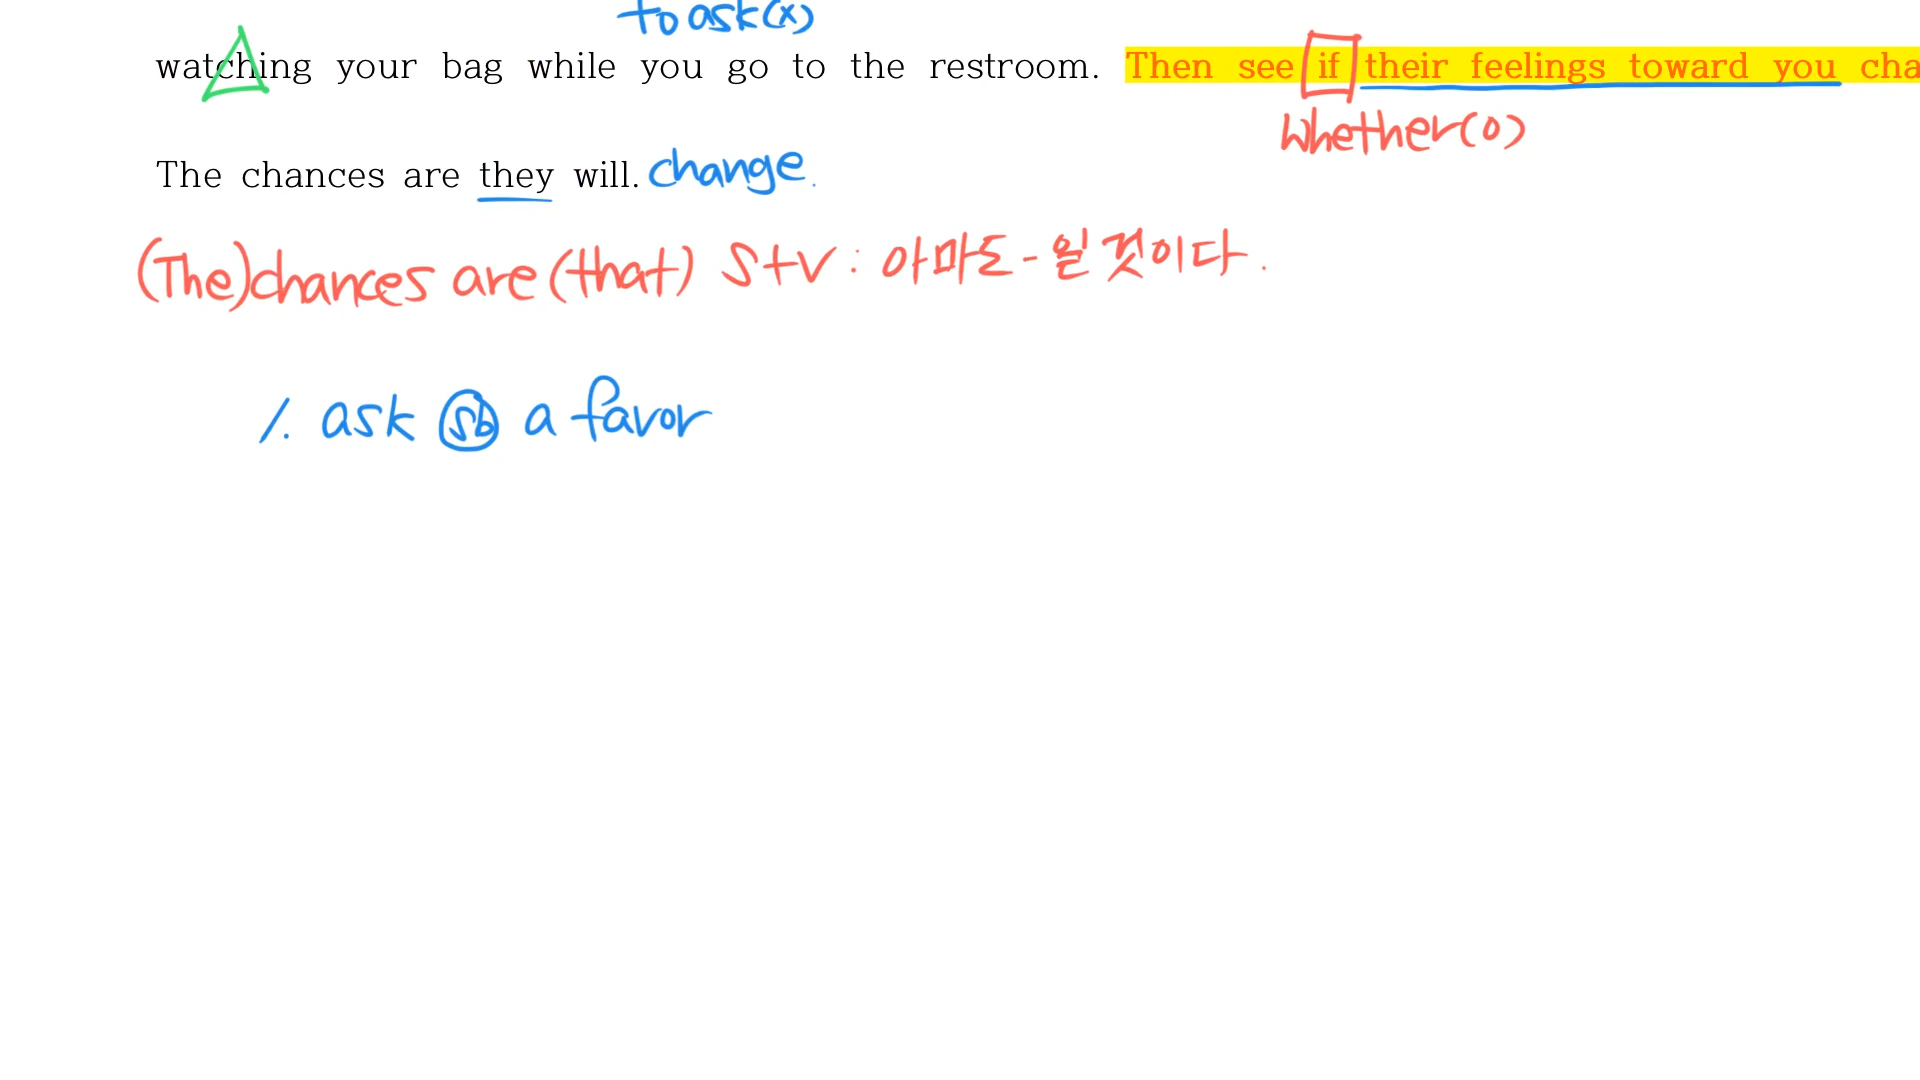 to ask(x)
watching your bag while you go to the restroom. Then see if their feelings toward you cha
Whether(o)
The chances are they will. change.
(The) chances are (that) S+V : 아마도 - 일 것이다.
1. ask sb a favor